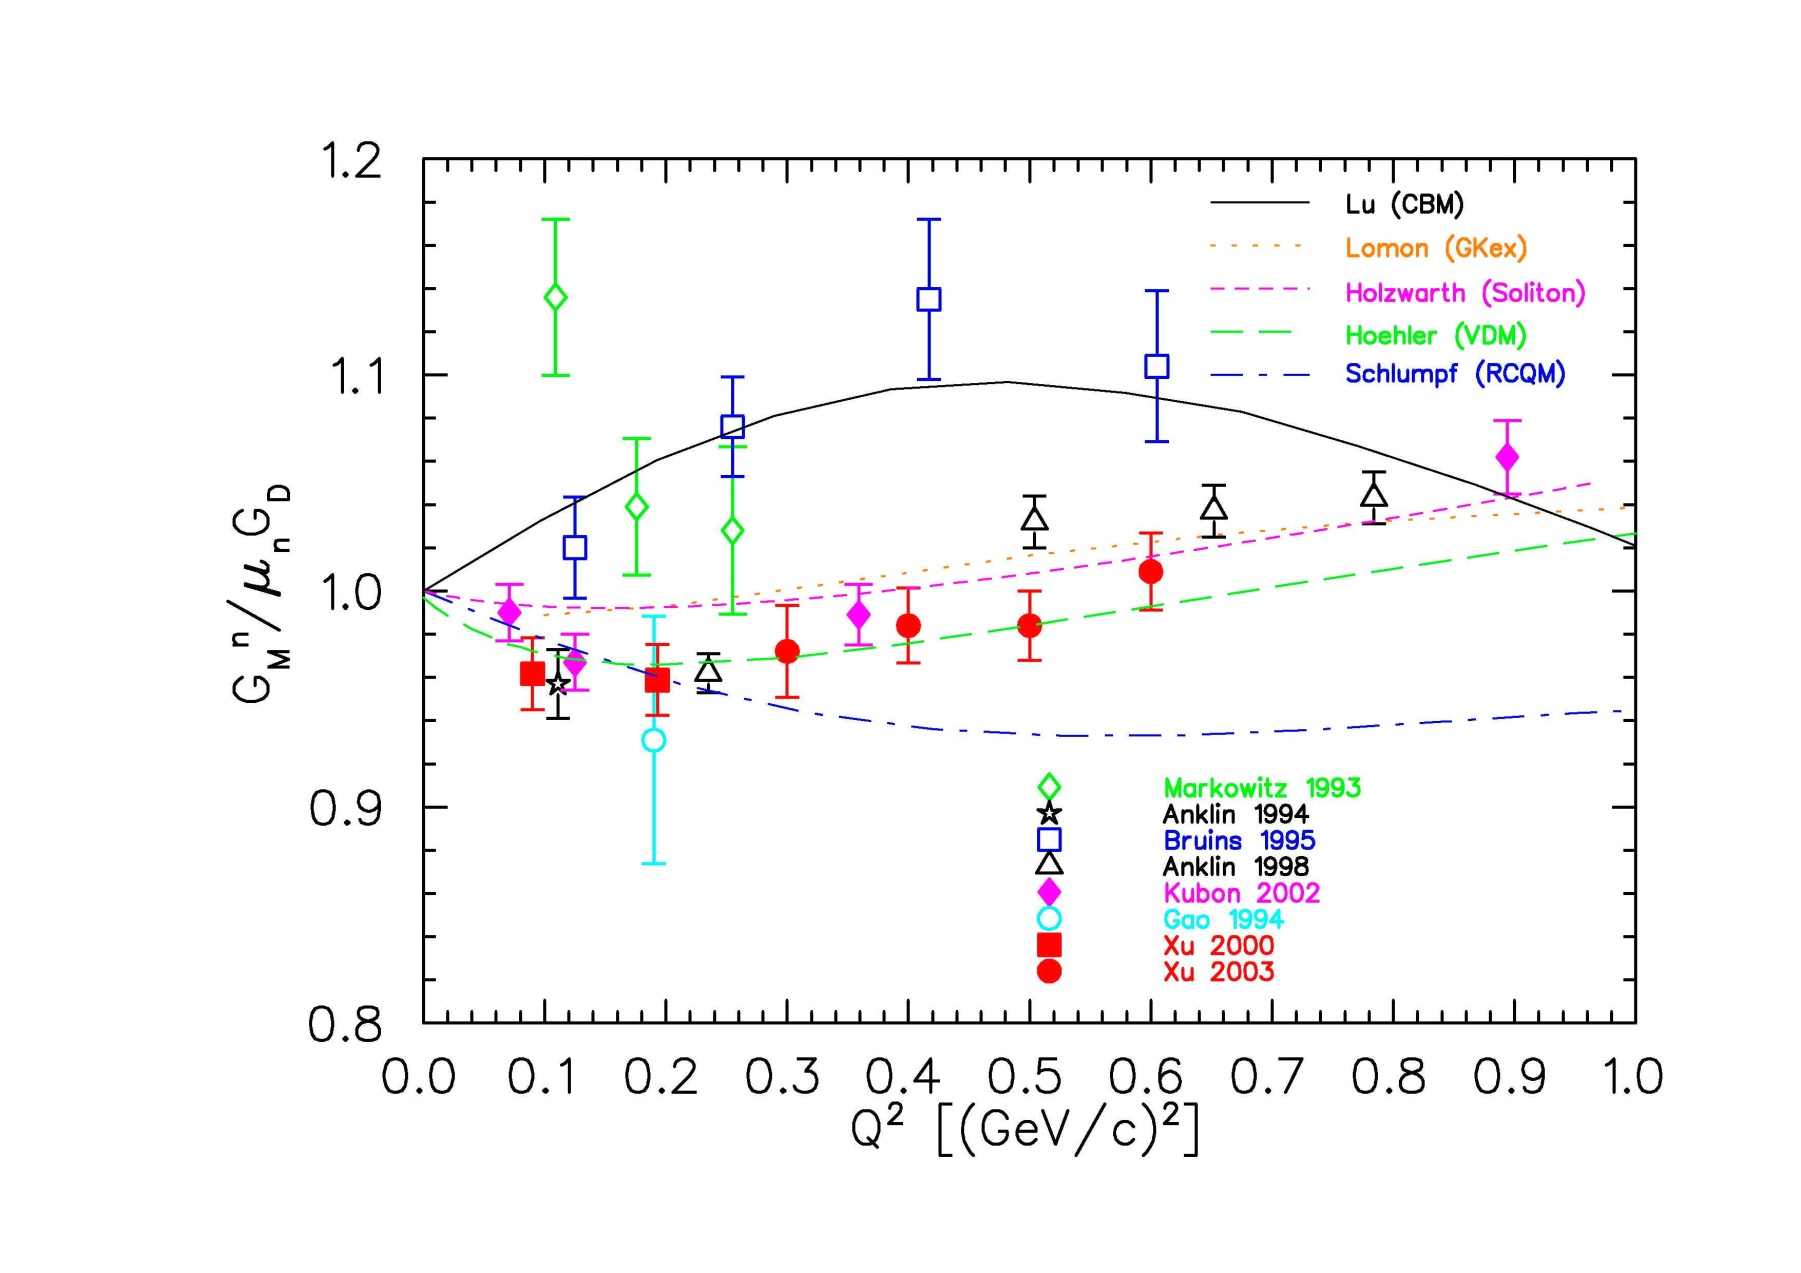 1.2
1.1
1.0
0.9
0.8
G_M^n/μ_nG_D
Lu (CBM)
Lomon (GKex)
Holzwarth (Soliton)
Hoehler (VDM)
Schlumpf (RCQM)
Markowitz 1993
Anklin 1994
Bruins 1995
Anklin 1998
Kubon 2002
Gao 1994
Xu 2000
Xu 2003
0.0 0.1 0.2 0.3 0.4 0.5 0.6 0.7 0.8 0.9 1.0
Q² [(GeV/c)²]